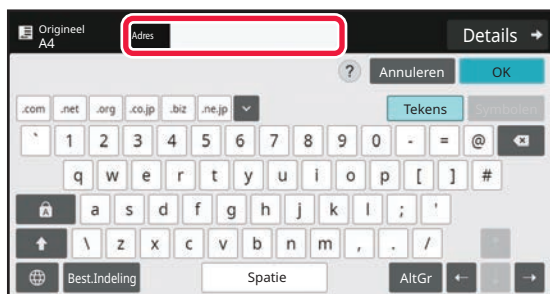 Origineel Adres Details
A4
? Annuleren OK
.com .net .org .co.jp .biz .ne.jp Tekens Symbolen
` 1 2 3 4 5 6 7 8 9 0 - = @
q w e r t y u i o p [ ] #
A a s d f g h j k l ; '
\ z x c v b n m , . /
Best.Indeling Spatie AltGr